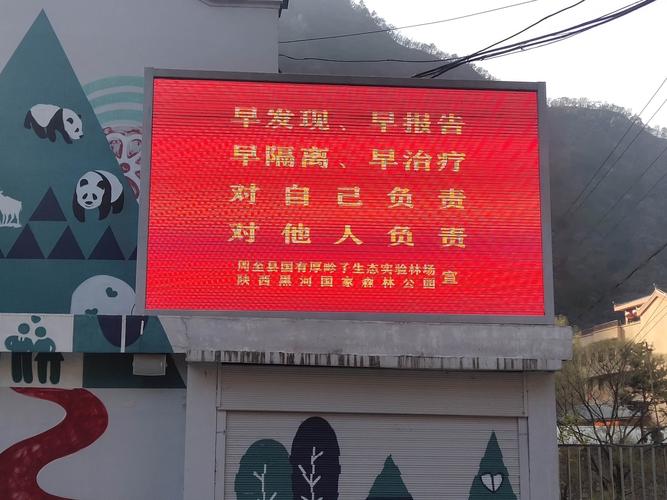 早发现、早报告
早隔离、早治疗
对自己负责
对他人负责
周至县国有厚畛子生态实验林场
陕西黑河国家森林公园
宣